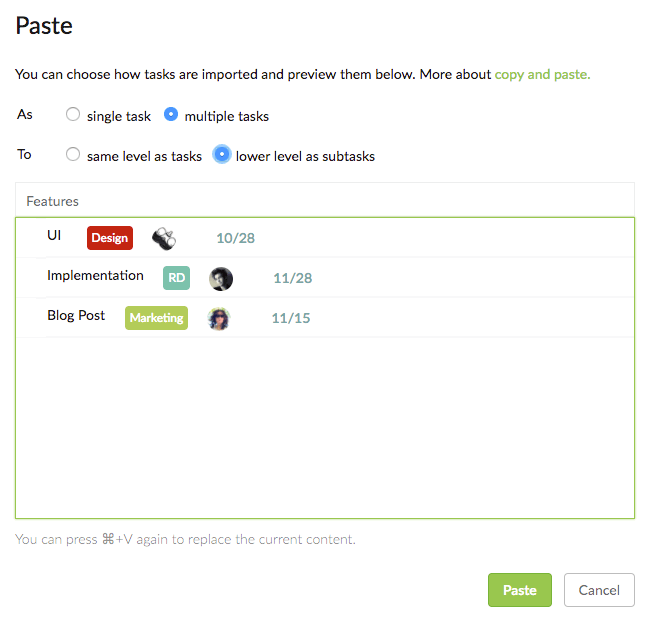 Paste
You can choose how tasks are imported and preview them below. More about copy and paste.
As single task multiple tasks
To same level as tasks lower level as subtasks
Features
UI Design 10/28
Implementation RD 11/28
Blog Post Marketing 11/15
You can press ⌘+V again to replace the current content.
Paste Cancel